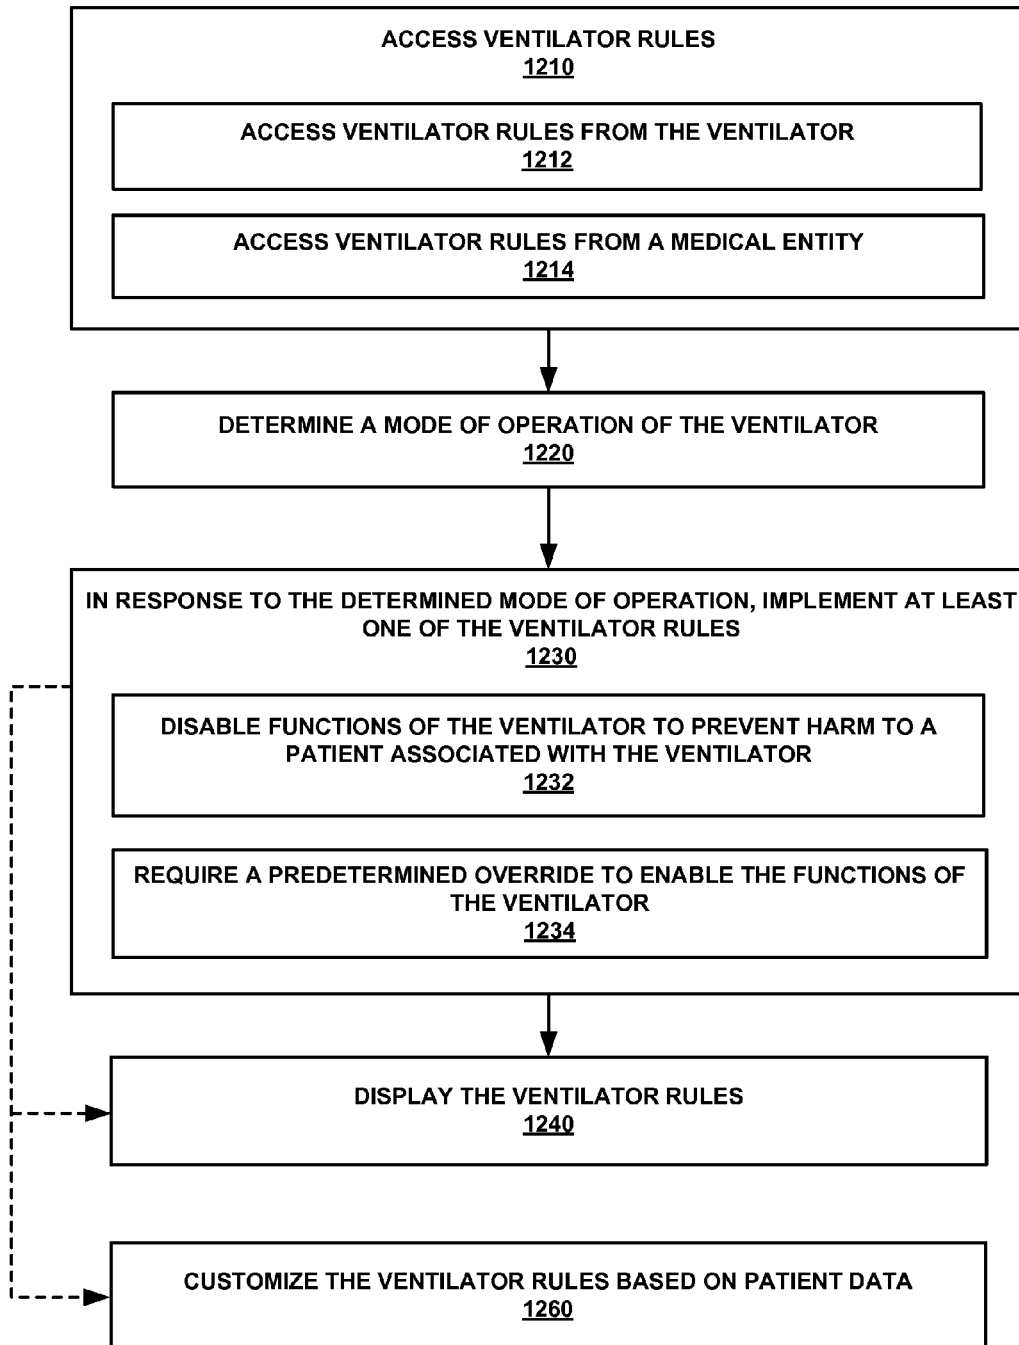 ACCESS VENTILATOR RULES
1210
ACCESS VENTILATOR RULES FROM THE VENTILATOR
1212
ACCESS VENTILATOR RULES FROM A MEDICAL ENTITY
1214
DETERMINE A MODE OF OPERATION OF THE VENTILATOR
1220
IN RESPONSE TO THE DETERMINED MODE OF OPERATION, IMPLEMENT AT LEAST
ONE OF THE VENTILATOR RULES
1230
DISABLE FUNCTIONS OF THE VENTILATOR TO PREVENT HARM TO A
PATIENT ASSOCIATED WITH THE VENTILATOR
1232
REQUIRE A PREDETERMINED OVERRIDE TO ENABLE THE FUNCTIONS OF
THE VENTILATOR
1234
DISPLAY THE VENTILATOR RULES
1240
CUSTOMIZE THE VENTILATOR RULES BASED ON PATIENT DATA
1260